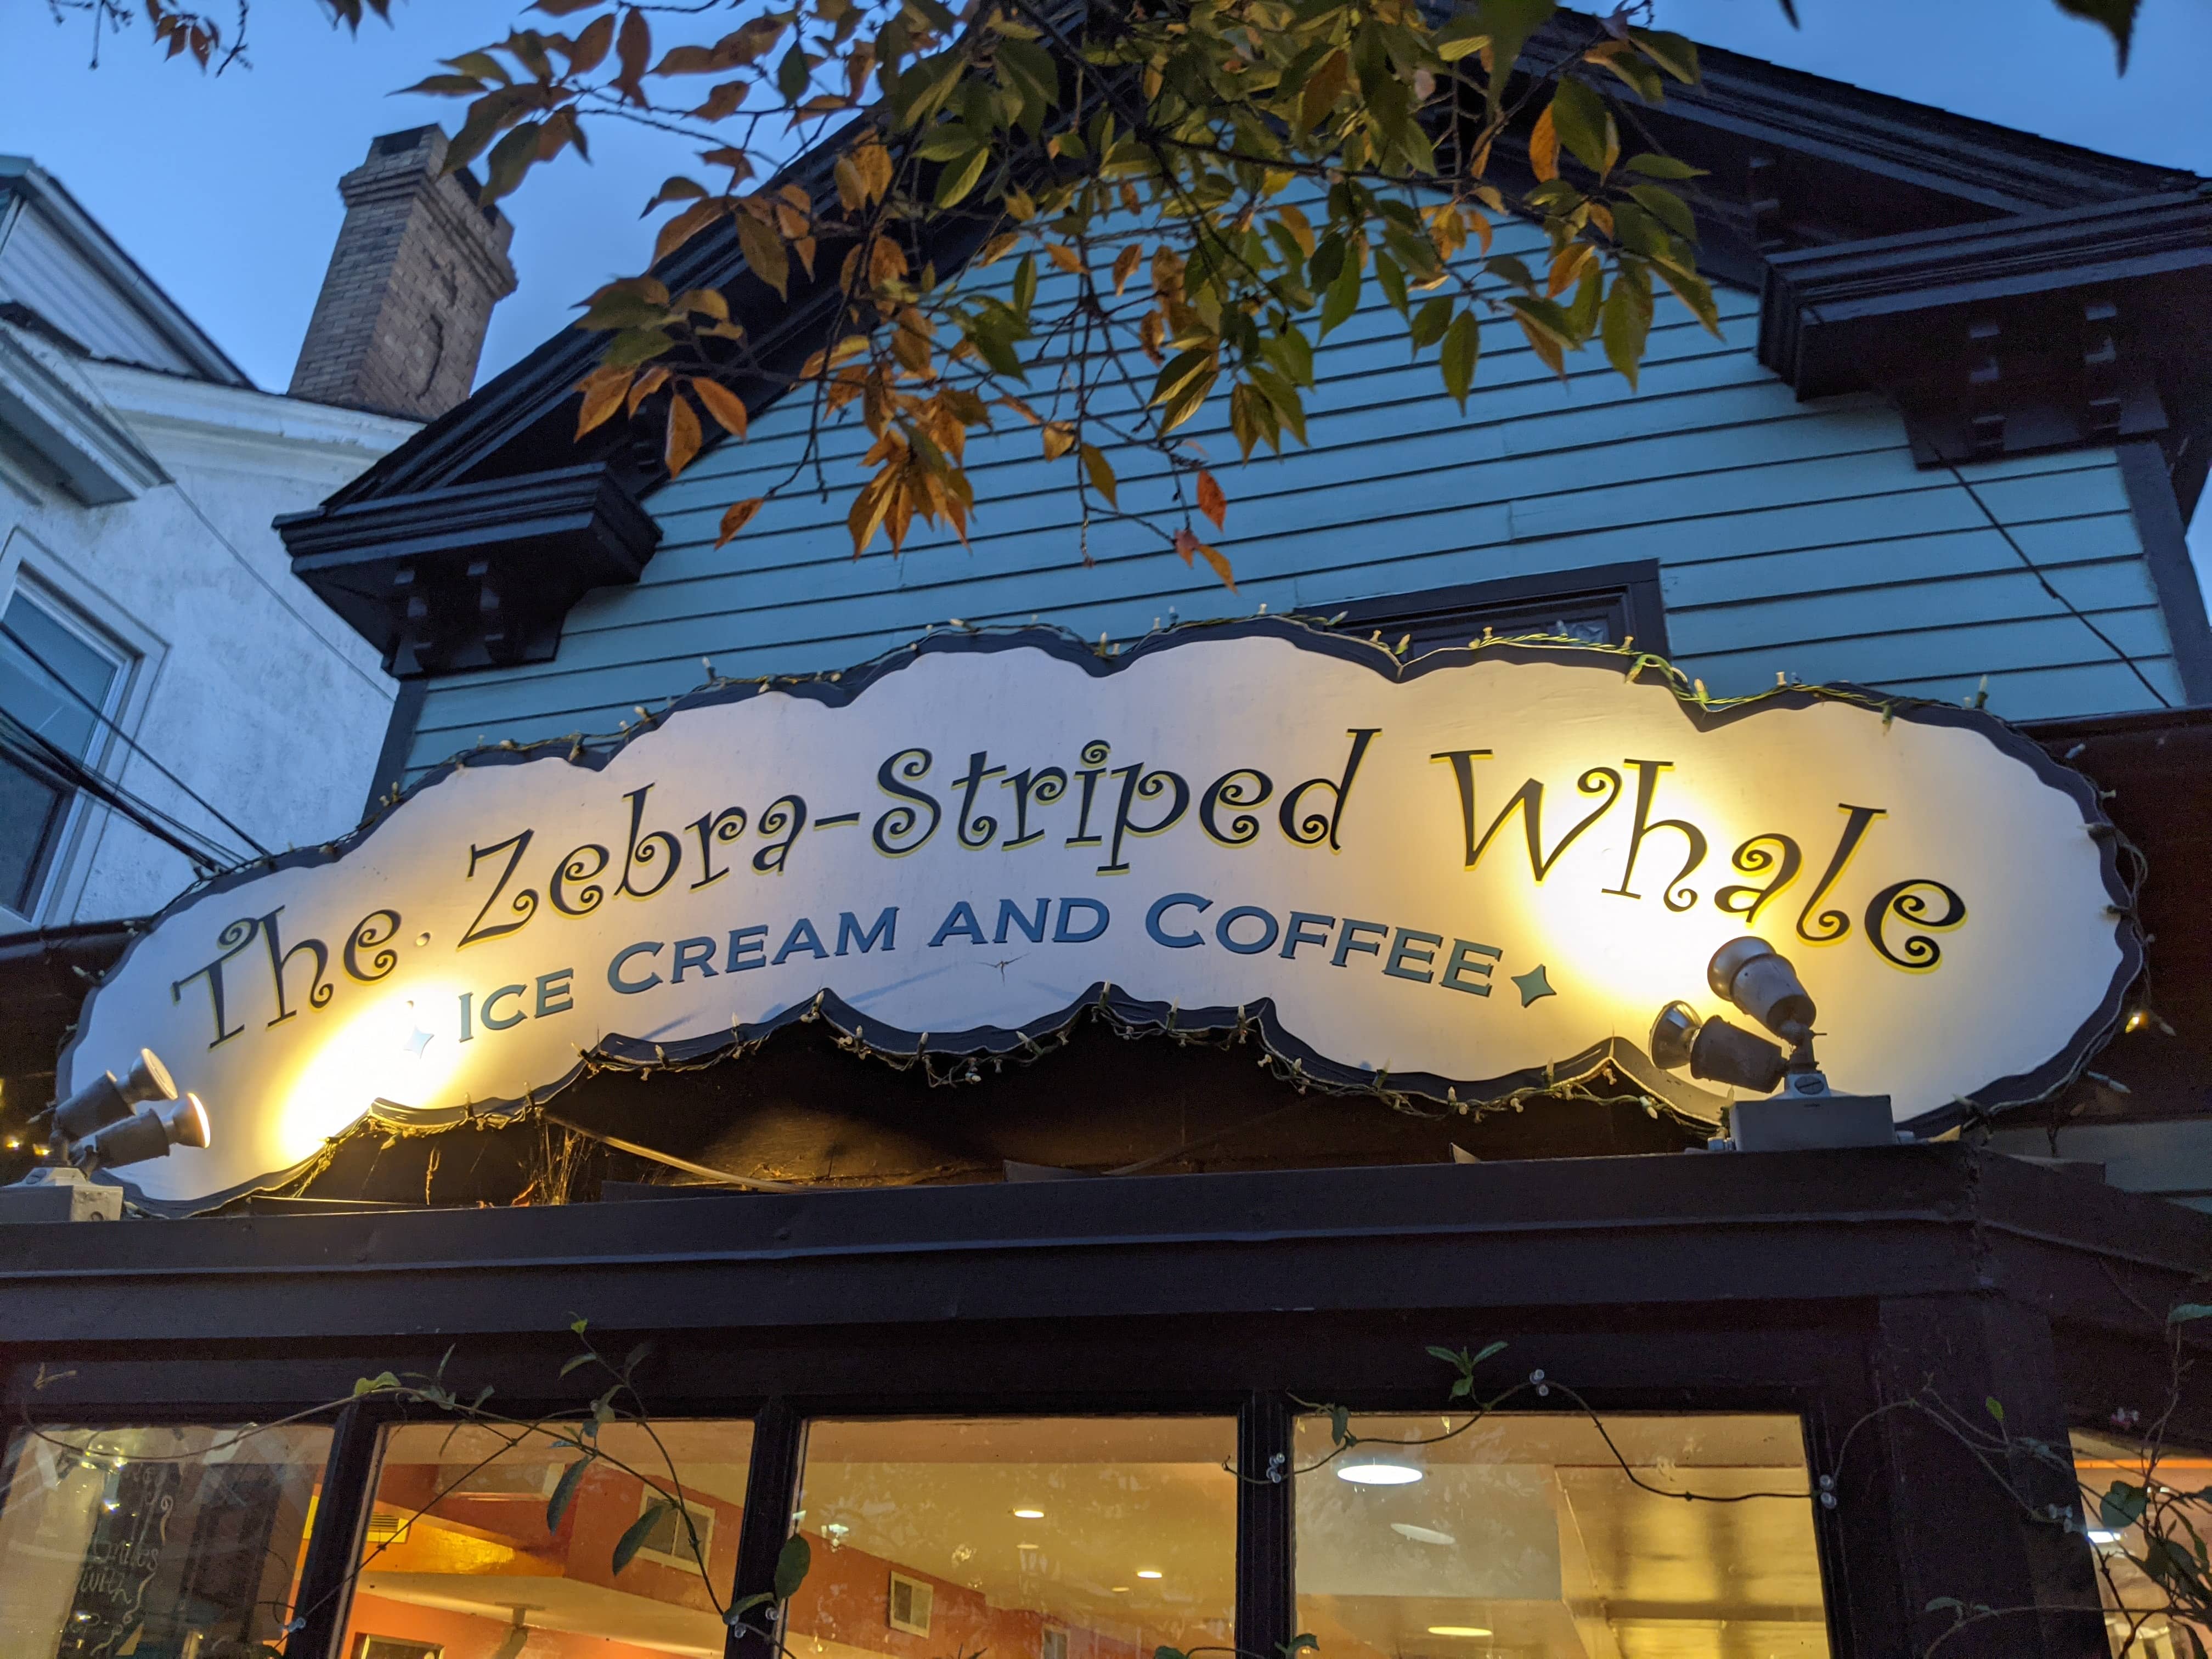 The Zebra-Striped Whale
ICE CREAM AND COFFEE